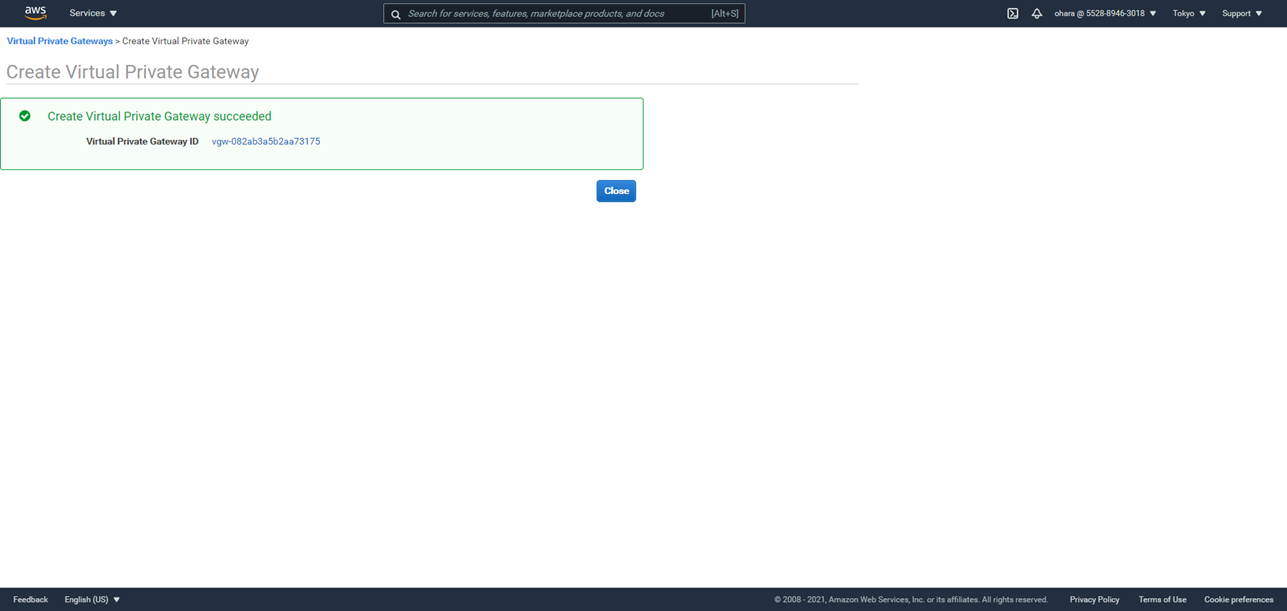 aws Services Search for services, features, marketplace products, and docs [Alt+S] ohara @ 5528-8946-3018 Tokyo Support
Virtual Private Gateways > Create Virtual Private Gateway
Create Virtual Private Gateway
Create Virtual Private Gateway succeeded
Virtual Private Gateway ID vgw-082ab3a5b2aa73175
Close
Feedback English (US) © 2008 - 2021, Amazon Web Services, Inc. or its affiliates. All rights reserved. Privacy Policy Terms of Use Cookie preferences